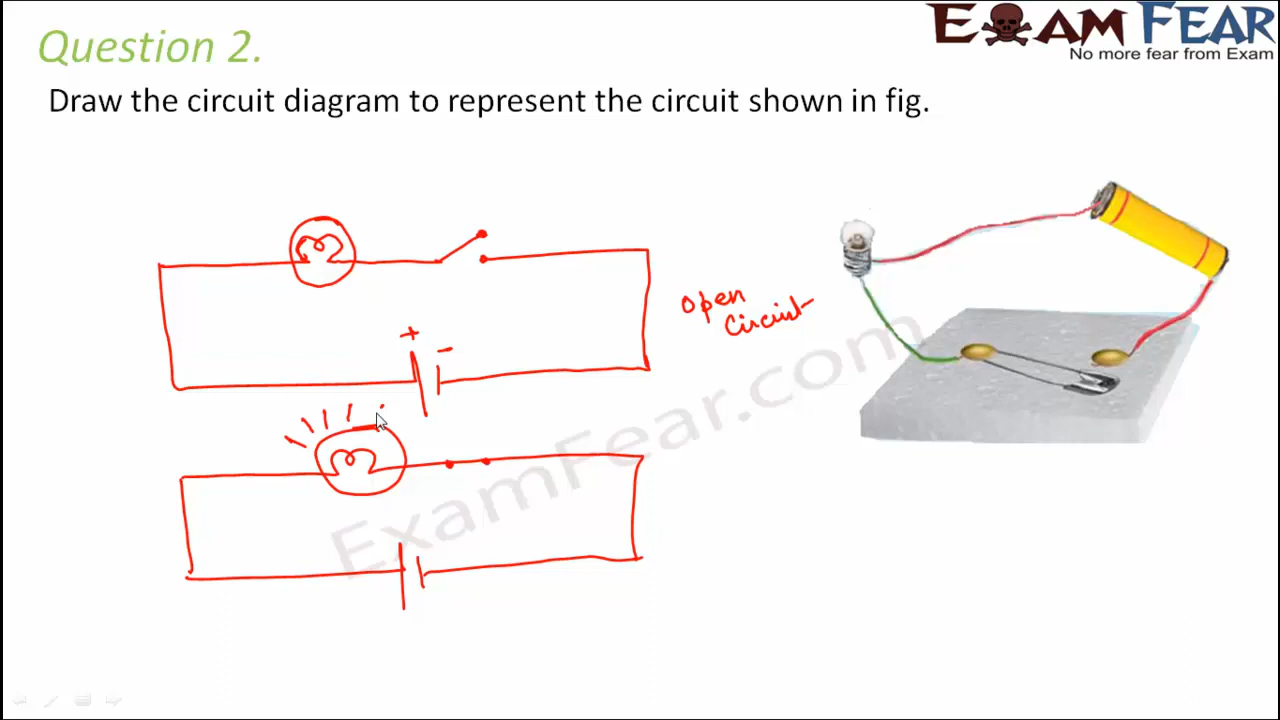 Question 2.
EXAM FEAR
No more fear from Exam
Draw the circuit diagram to represent the circuit shown in fig.
open
circuit
+
-
ExamFear.com